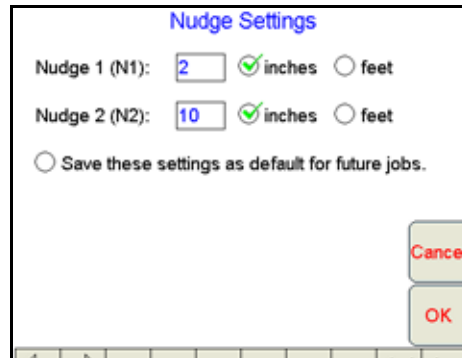 Nudge Settings
Nudge 1 (N1): 2 inches feet
Nudge 2 (N2): 10 inches feet
Save these settings as default for future jobs.
Cance
OK